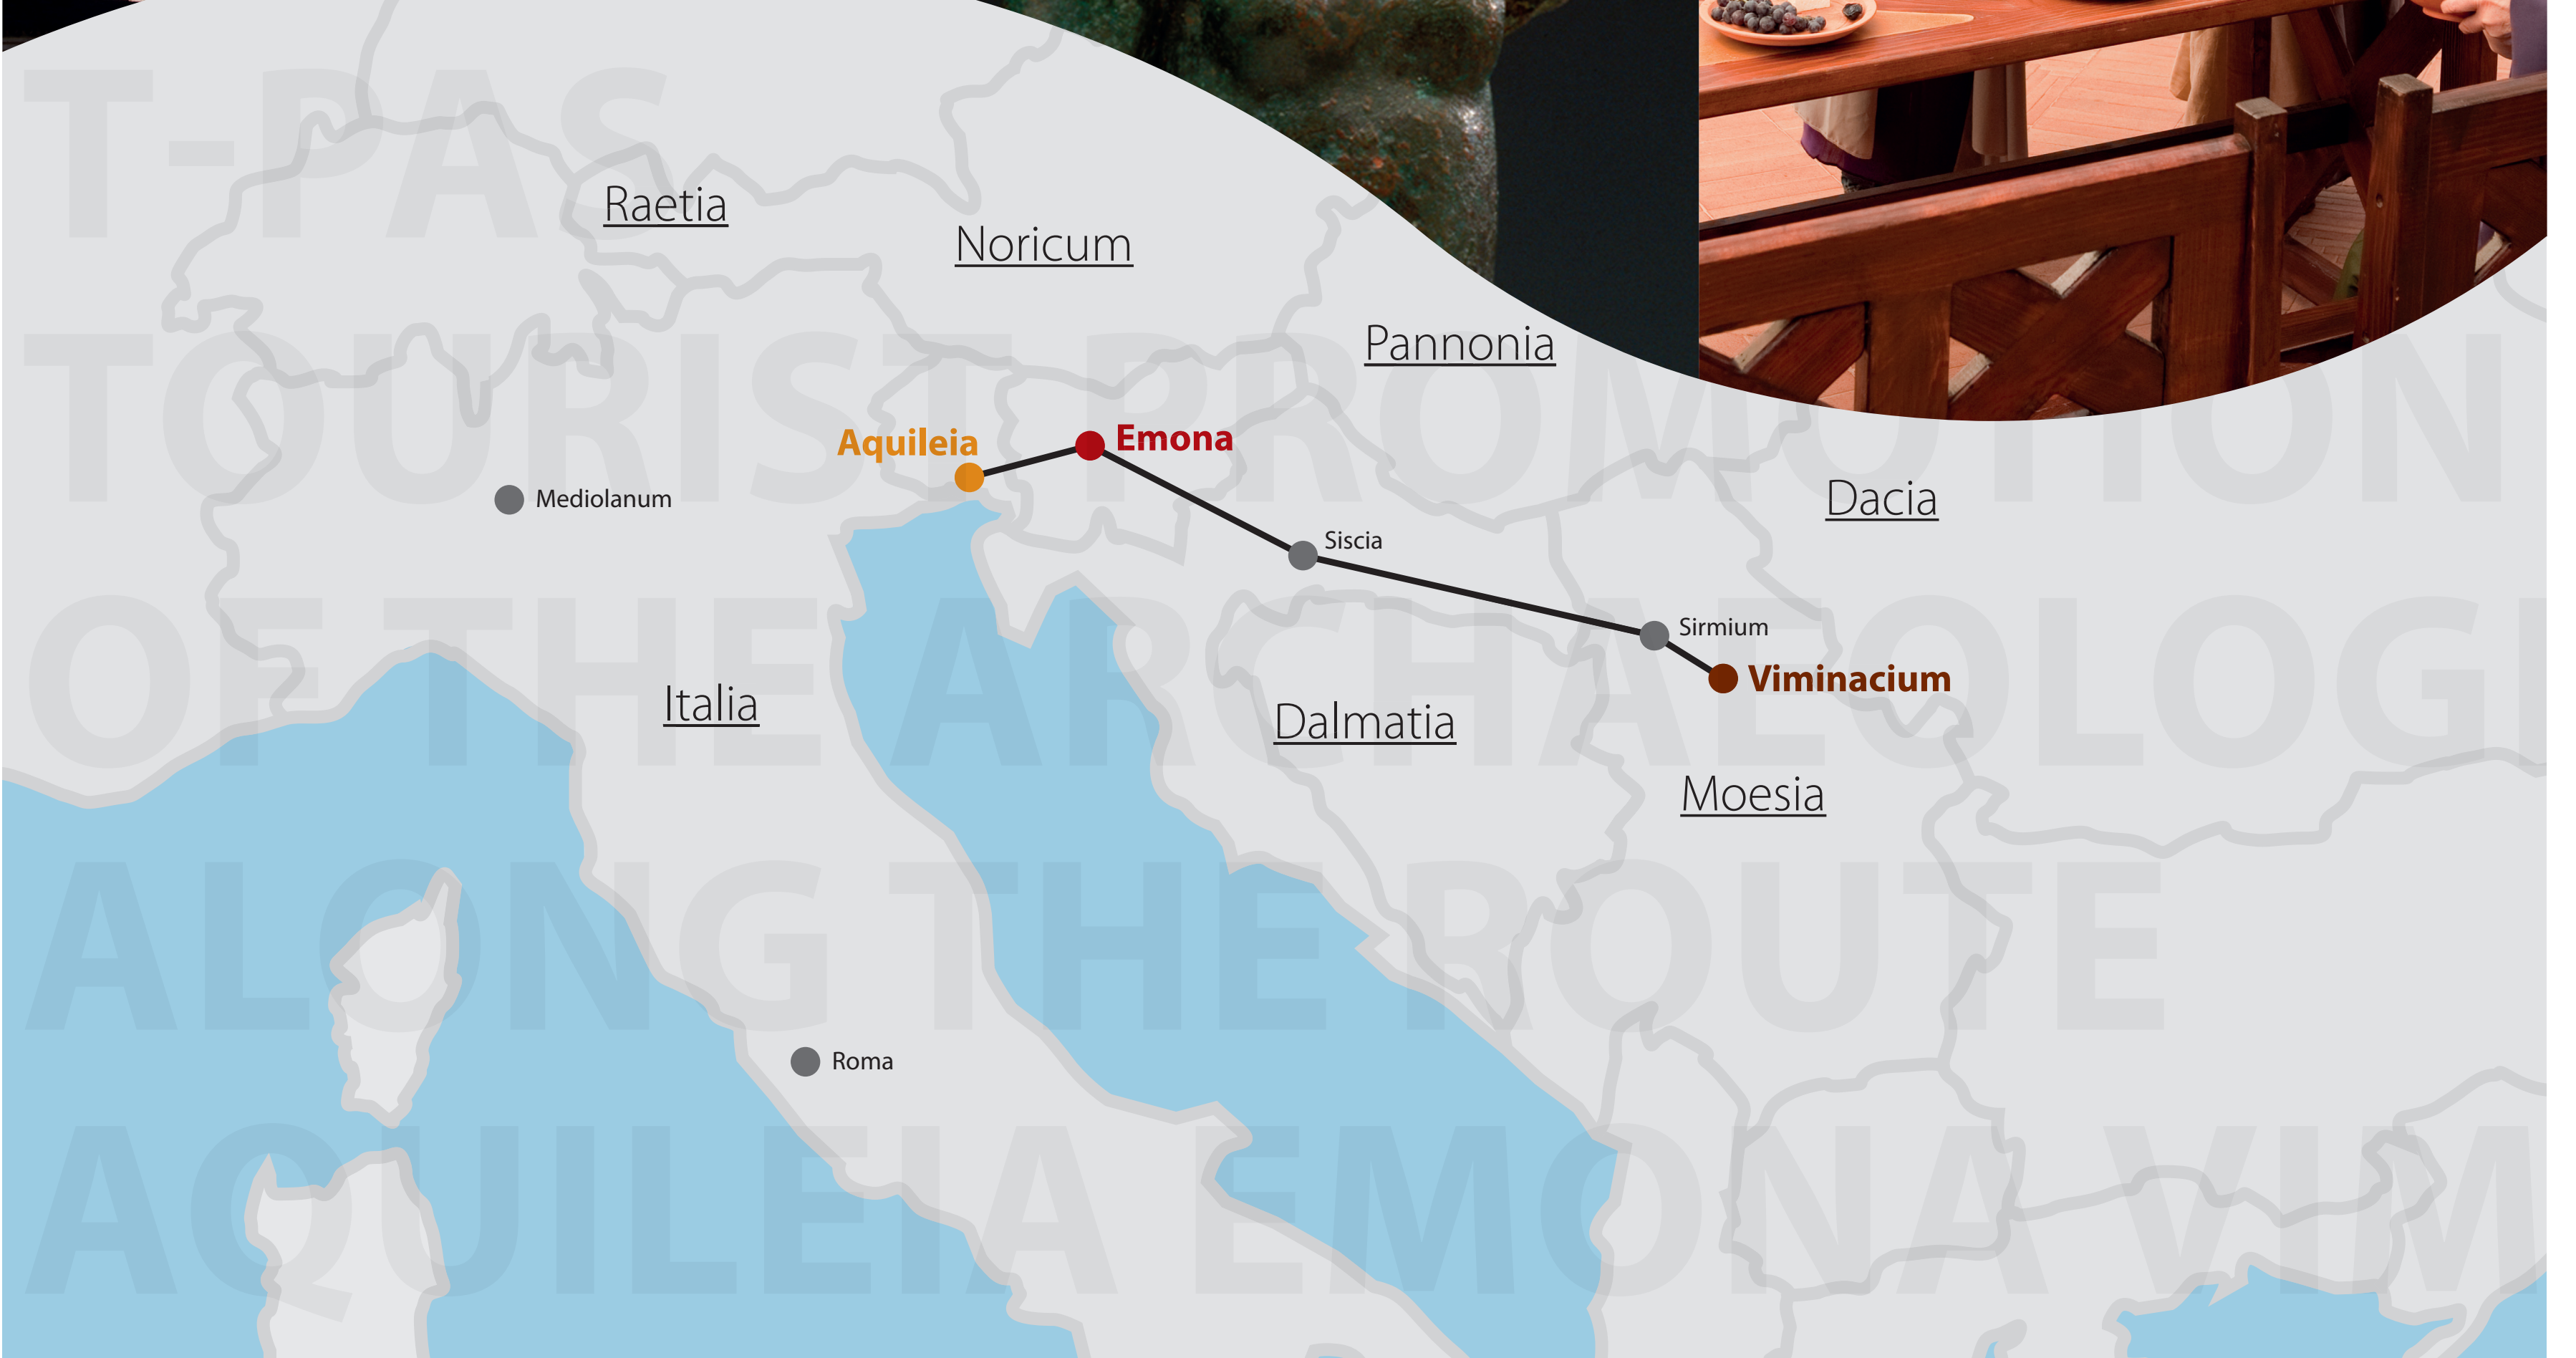 T-PAS
Raetia
Noricum
TOURIST PROMOTION
Pannonia
Aquileia
Emona
Mediolanum
Dacia
Siscia
OF THE ARCHAEOLOGI
Sirmium
Viminacium
Italia
Dalmatia
Moesia
ALONG THE ROUTE
Roma
AQUILEIA EMONA VIM